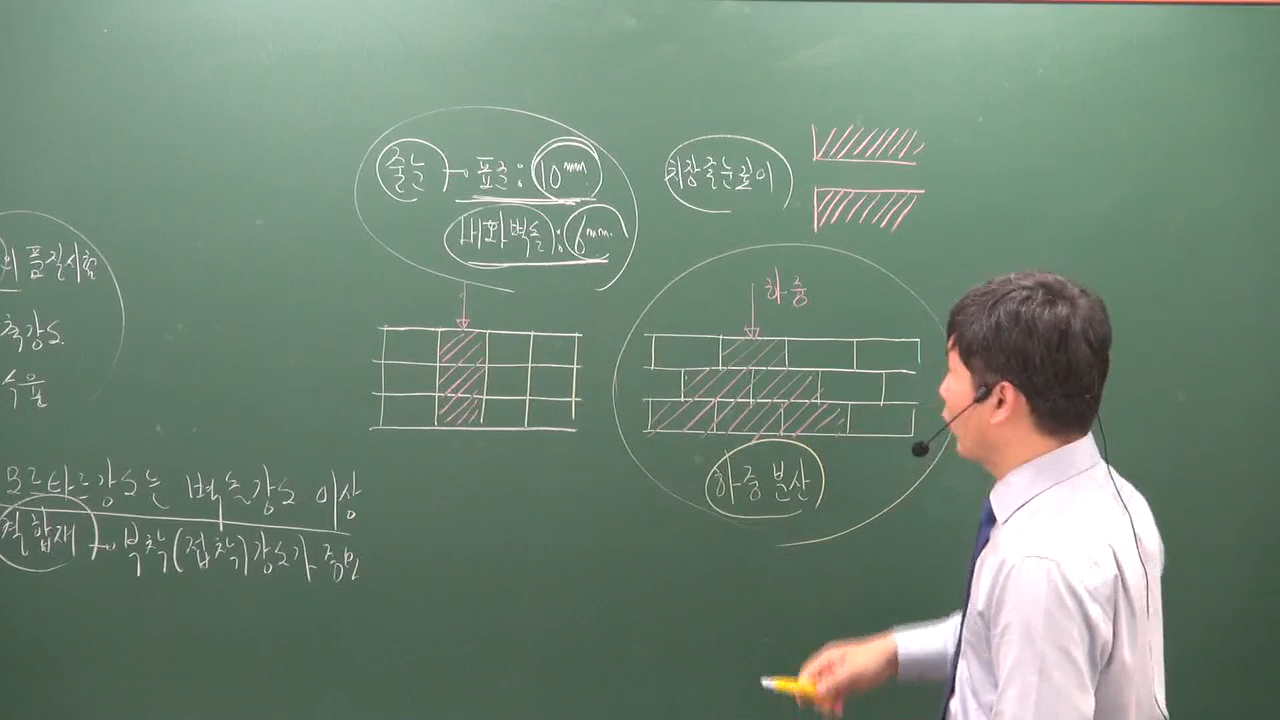 의 품질시험
축강도
수율
모르타르강도는 벽돌강도 이상
접합재 → 부착(접착)강도가 중요
줄눈 → 표준: 10mm
내화벽돌: 6mm
치장줄눈깊이
하중
하중 분산